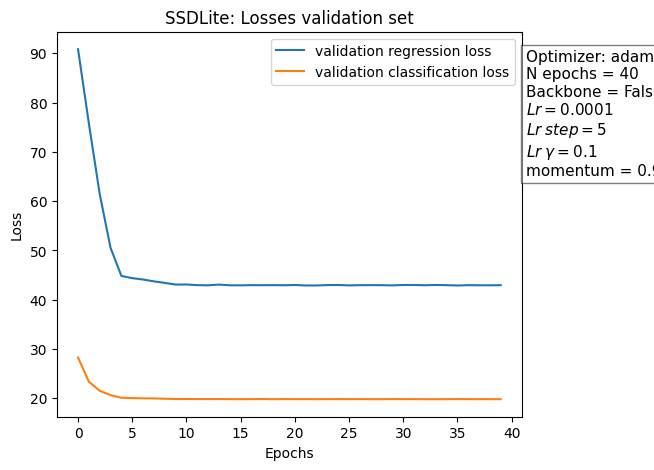 SSDLite: Losses validation set
90
80
70
60
50
40
30
20
Loss
validation regression loss
validation classification loss
Optimizer: adam
N epochs = 40
Backbone = Fals
Lr = 0.0001
Lr step = 5
Lr γ = 0.1
momentum = 0.9
0 5 10 15 20 25 30 35 40
Epochs